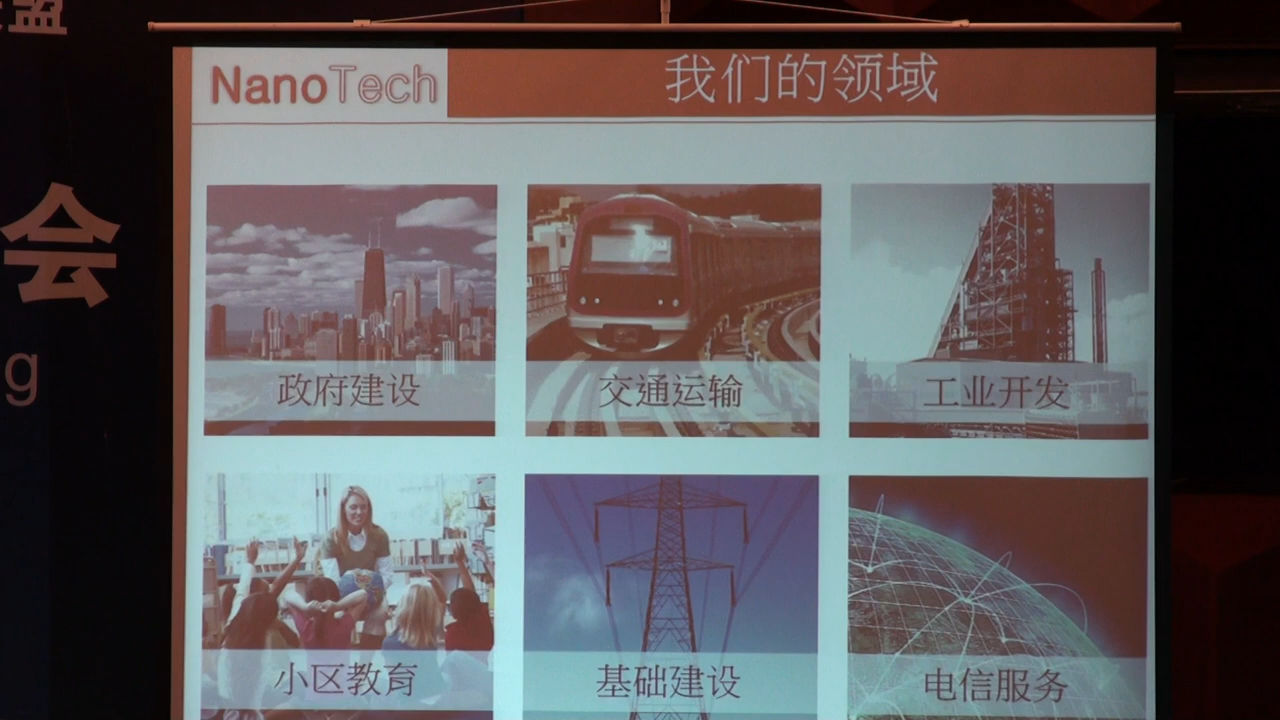 盟
会
g
NanoTech
我们的领域
政府建设
交通运输
工业开发
小区教育
基础建设
电信服务